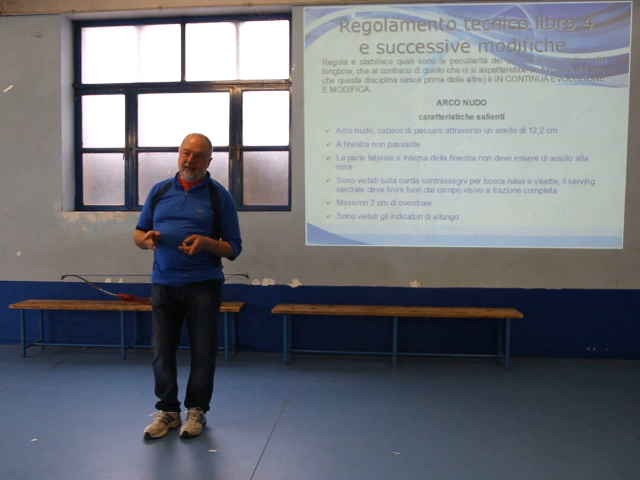 Regolamento tecnico libro 4
e successive modifiche
Regola e stabilisce quali sono le peculiarità
longbow, che al contrario di quello che ci si aspetterebbe
che questa disciplina nasce prima delle altre) è IN CONTINUA EVOLUZIONE
E MODIFICA.
ARCO NUDO
caratteristiche salienti
Arco nudo, capace di passare attraverso un anello di 12,2 cm
A finestra non passante
La parte laterale e interna della finestra non deve essere di ausilio alla
mira
Sono vietati sulla corda contrassegni per bocca naso o visette, il serving
centrale deve finire fuori dal campo visivo a trazione completa
Massimo 2 cm di overdraw
Sono vietati gli indicatori di allungo